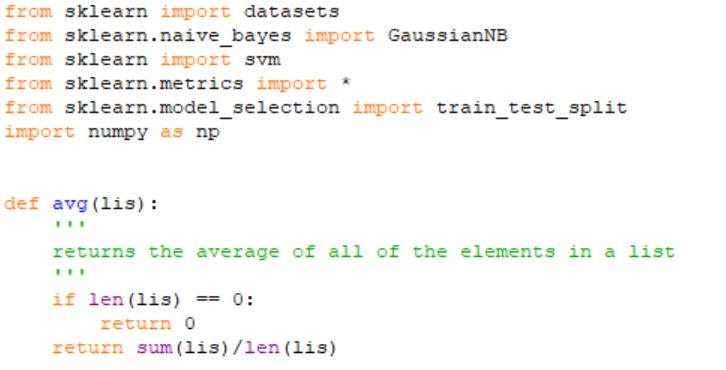 from sklearn import datasets
from sklearn.naive_bayes import GaussianNB
from sklearn import svm
from sklearn.metrics import *
from sklearn.model_selection import train_test_split
import numpy as np
def avg(lis):
    '''
    returns the average of all of the elements in a list
    '''
    if len(lis) == 0:
        return 0
    return sum(lis)/len(lis)